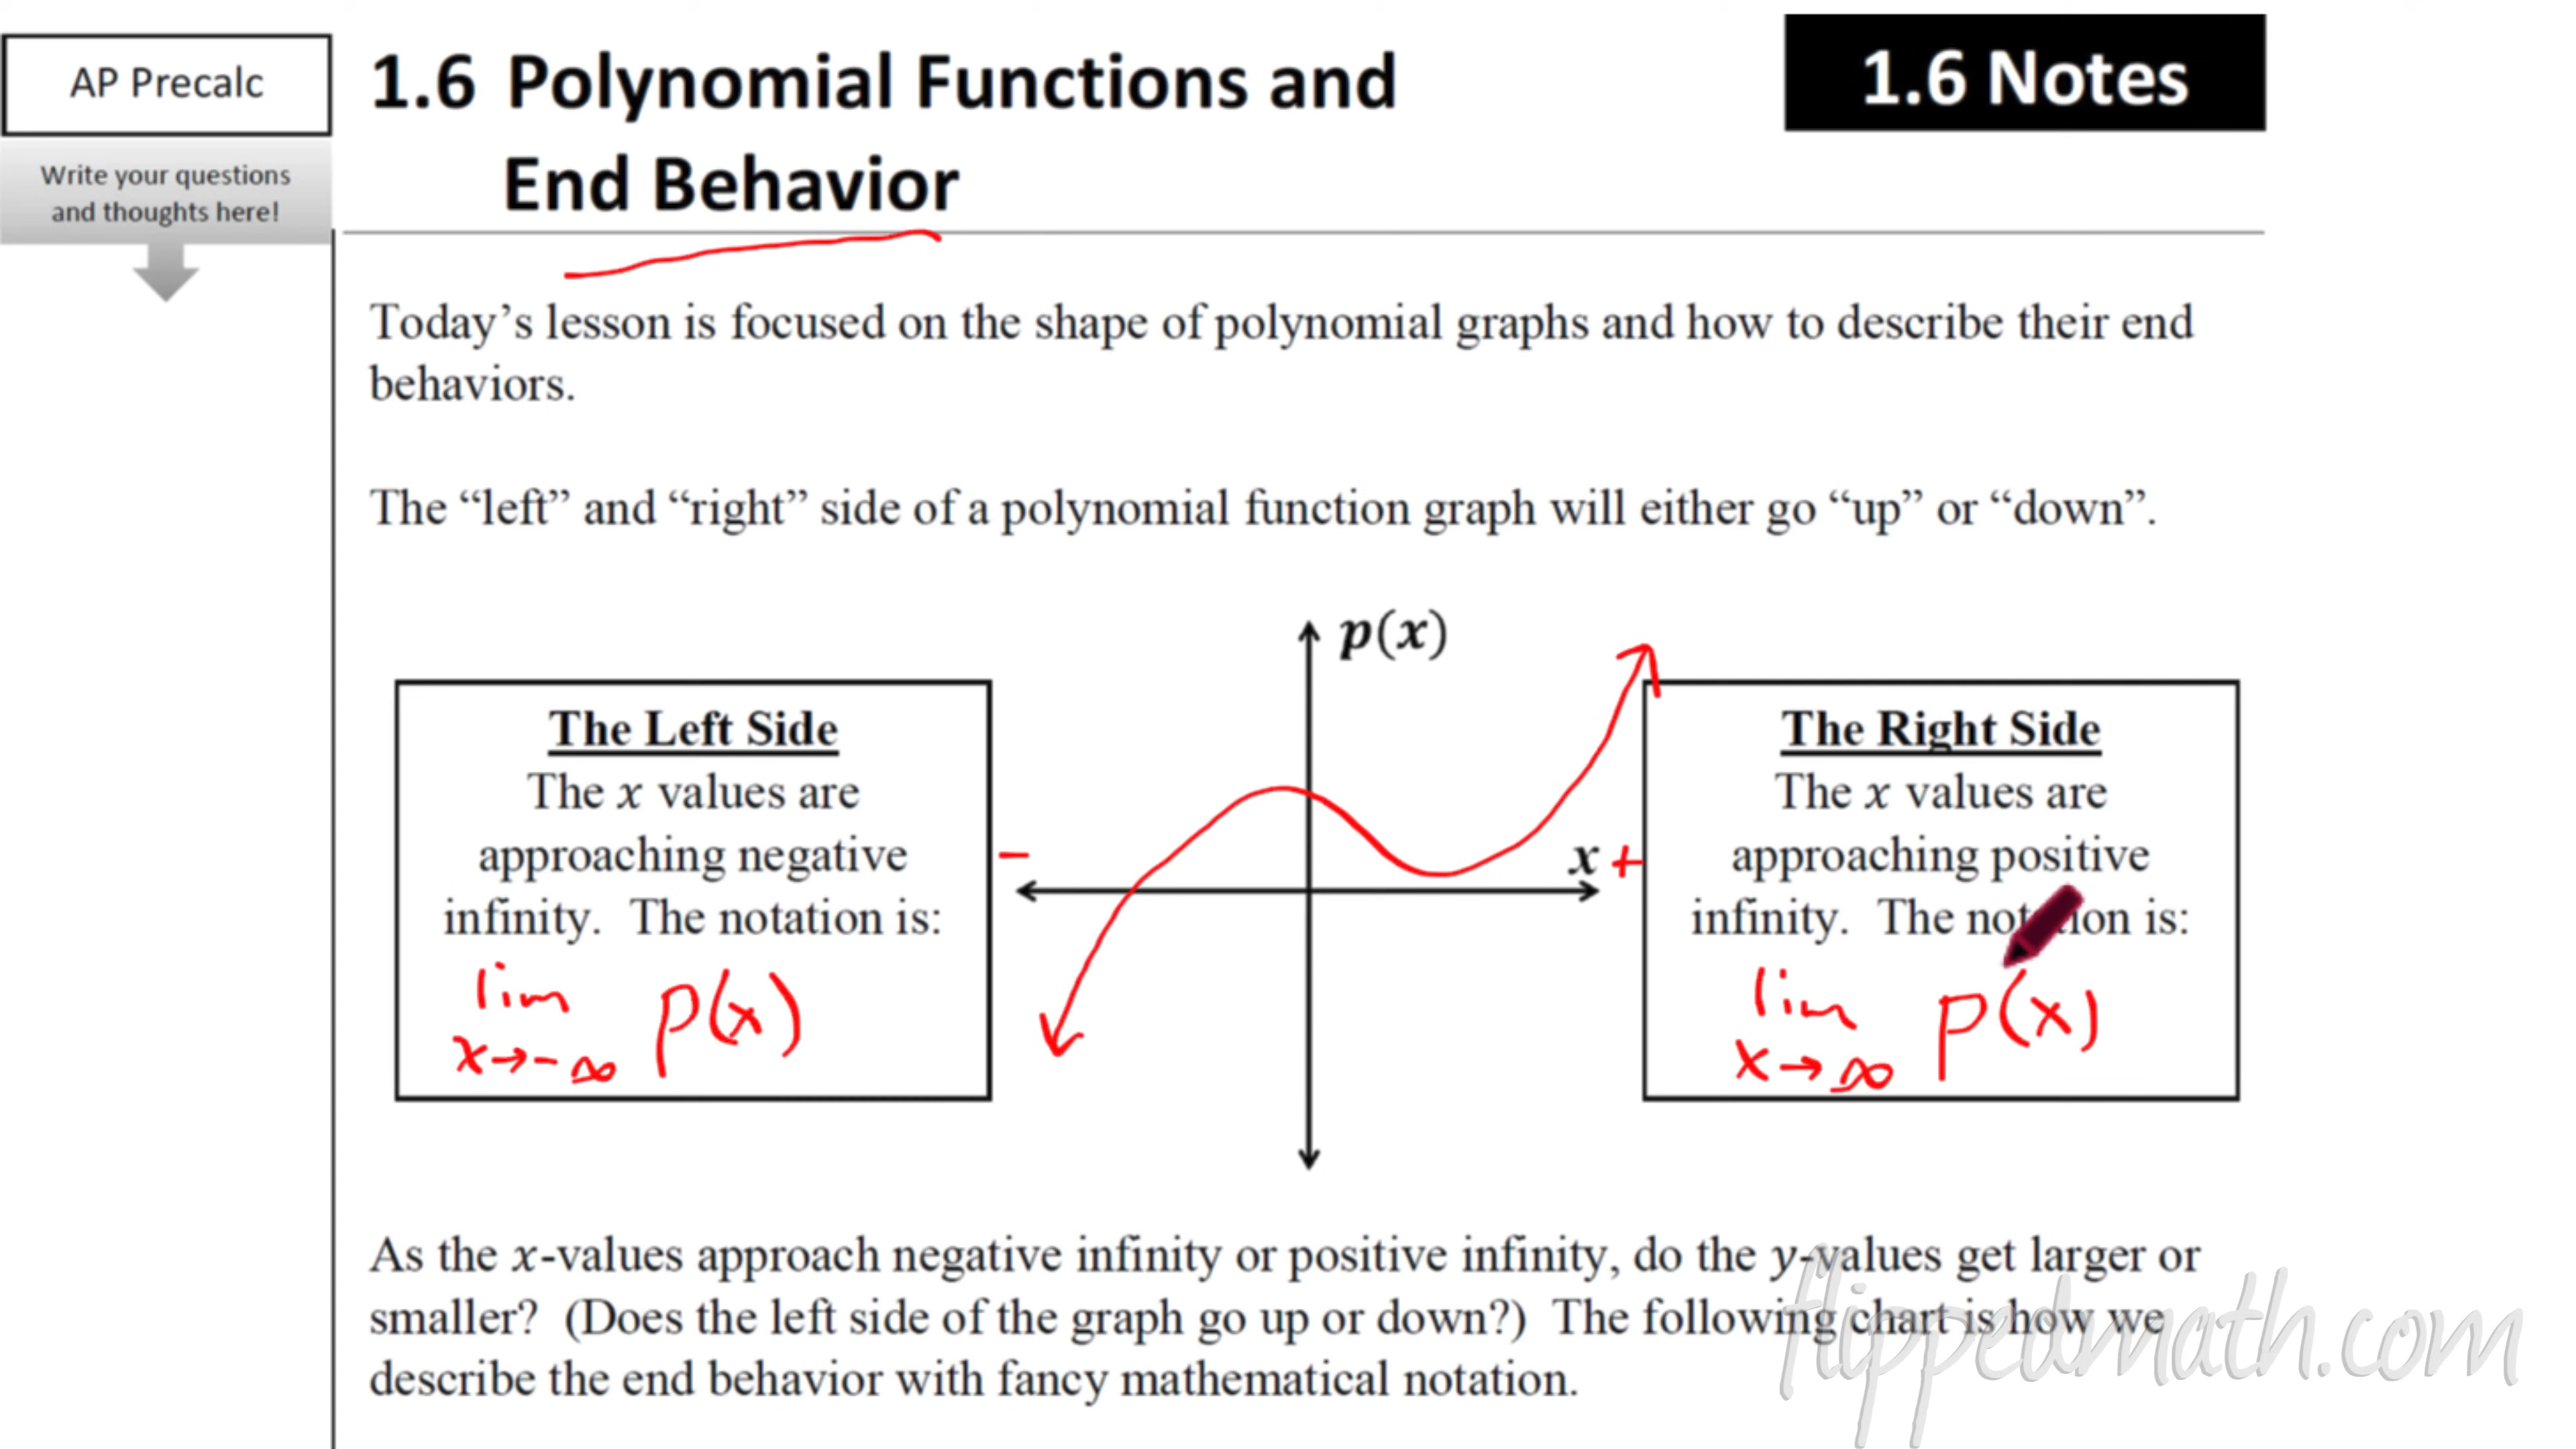 AP Precalc
Write your questions
and thoughts here!
1.6 Polynomial Functions and
End Behavior
1.6 Notes
Today’s lesson is focused on the shape of polynomial graphs and how to describe their end
behaviors.
The “left” and “right” side of a polynomial function graph will either go “up” or “down”.
The Left Side
The x values are
approaching negative
infinity. The notation is:
lim p(x)
x→-∞
p(x)
−
x +
The Right Side
The x values are
approaching positive
infinity. The notation is:
lim p(x)
x→∞
As the x-values approach negative infinity or positive infinity, do the y-values get larger or
smaller? (Does the left side of the graph go up or down?) The following chart is how we
describe the end behavior with fancy mathematical notation.
flippedmath.com